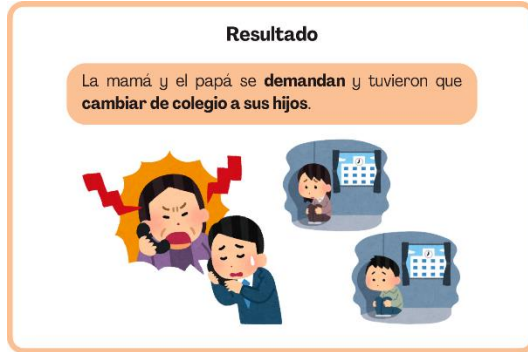 Resultado
La mamá y el papá se demandan y tuvieron que
cambiar de colegio a sus hijos.